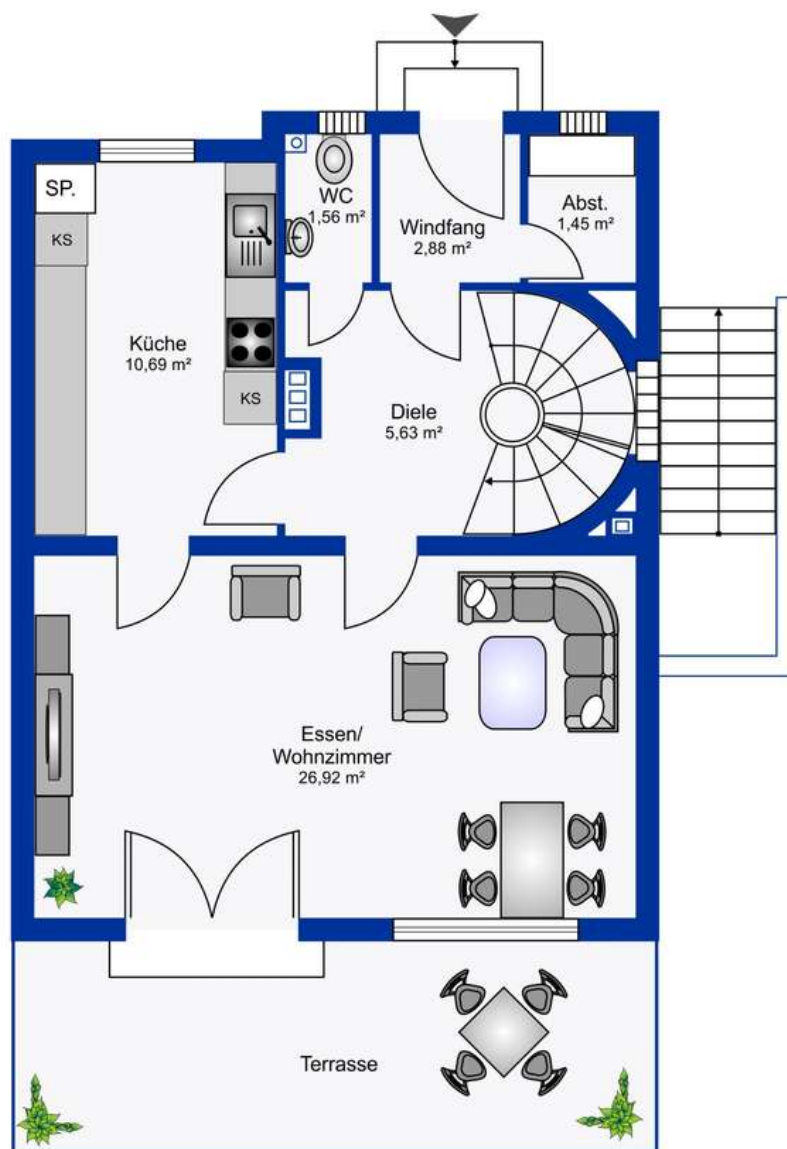 SP.
KS
WC
1,56 m²
Windfang
2,88 m²
Abst.
1,45 m²
Küche
10,69 m²
KS
Diele
5,63 m²
Essen/
Wohnzimmer
26,92 m²
Terrasse